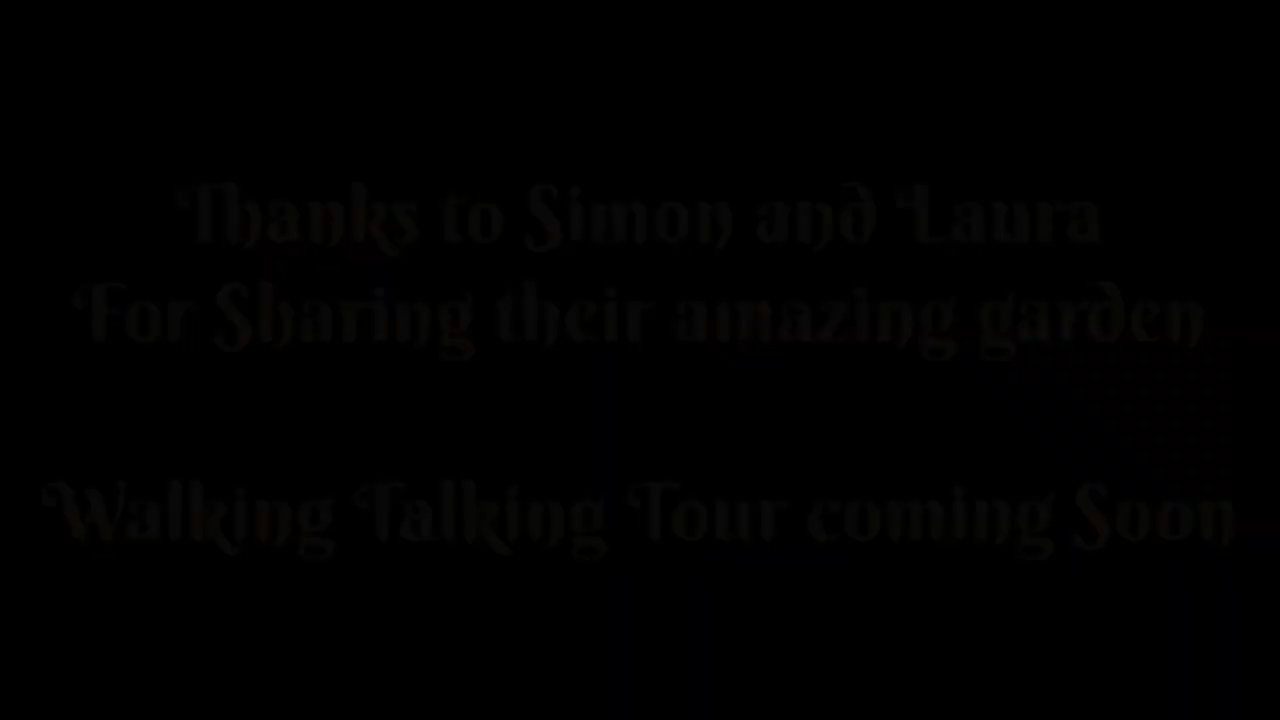 Thanks to Simon and Laura
For Sharing their amazing garden
Walking Talking Tour coming Soon